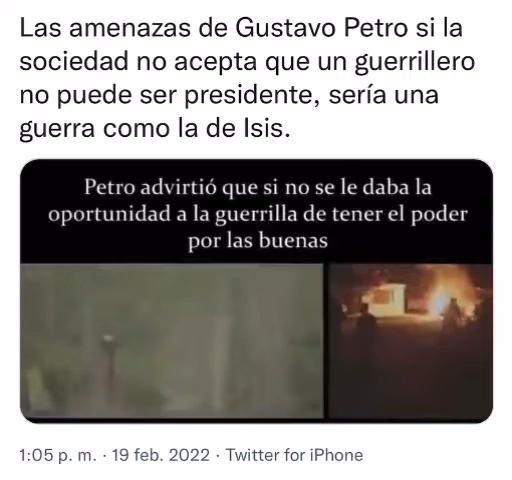 Las amenazas de Gustavo Petro si la
sociedad no acepta que un guerrillero
no puede ser presidente, sería una
guerra como la de Isis.
Petro advirtió que si no se le daba la
oportunidad a la guerrilla de tener el poder
por las buenas
1:05 p. m. · 19 feb. 2022 · Twitter for iPhone